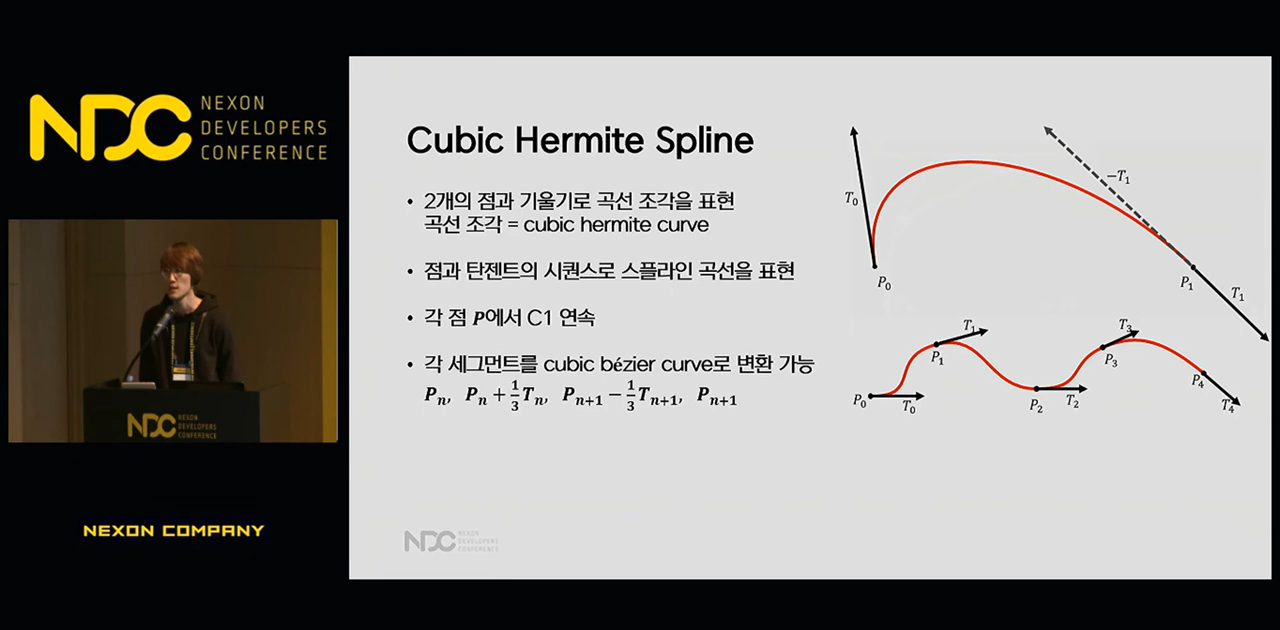 NDC NEXON
DEVELOPERS
CONFERENCE
NDC NEXON
DEVELOPERS
CONFERENCE
NEXON COMPANY
Cubic Hermite Spline
• 2개의 점과 기울기로 곡선 조각을 표현
곡선 조각 = cubic hermite curve
• 점과 탄젠트의 시퀀스로 스플라인 곡선을 표현
• 각 점 P에서 C1 연속
• 각 세그먼트를 cubic bézier curve로 변환 가능
Pₙ, Pₙ + 1/3 Tₙ, Pₙ₊₁ − 1/3 Tₙ₊₁, Pₙ₊₁
T₀
P₀
−T₁
P₁
T₁
P₀
T₀
T₁
P₁
P₂
T₂
T₃
P₃
P₄
T₄
NDC NEXON
DEVELOPERS
CONFERENCE